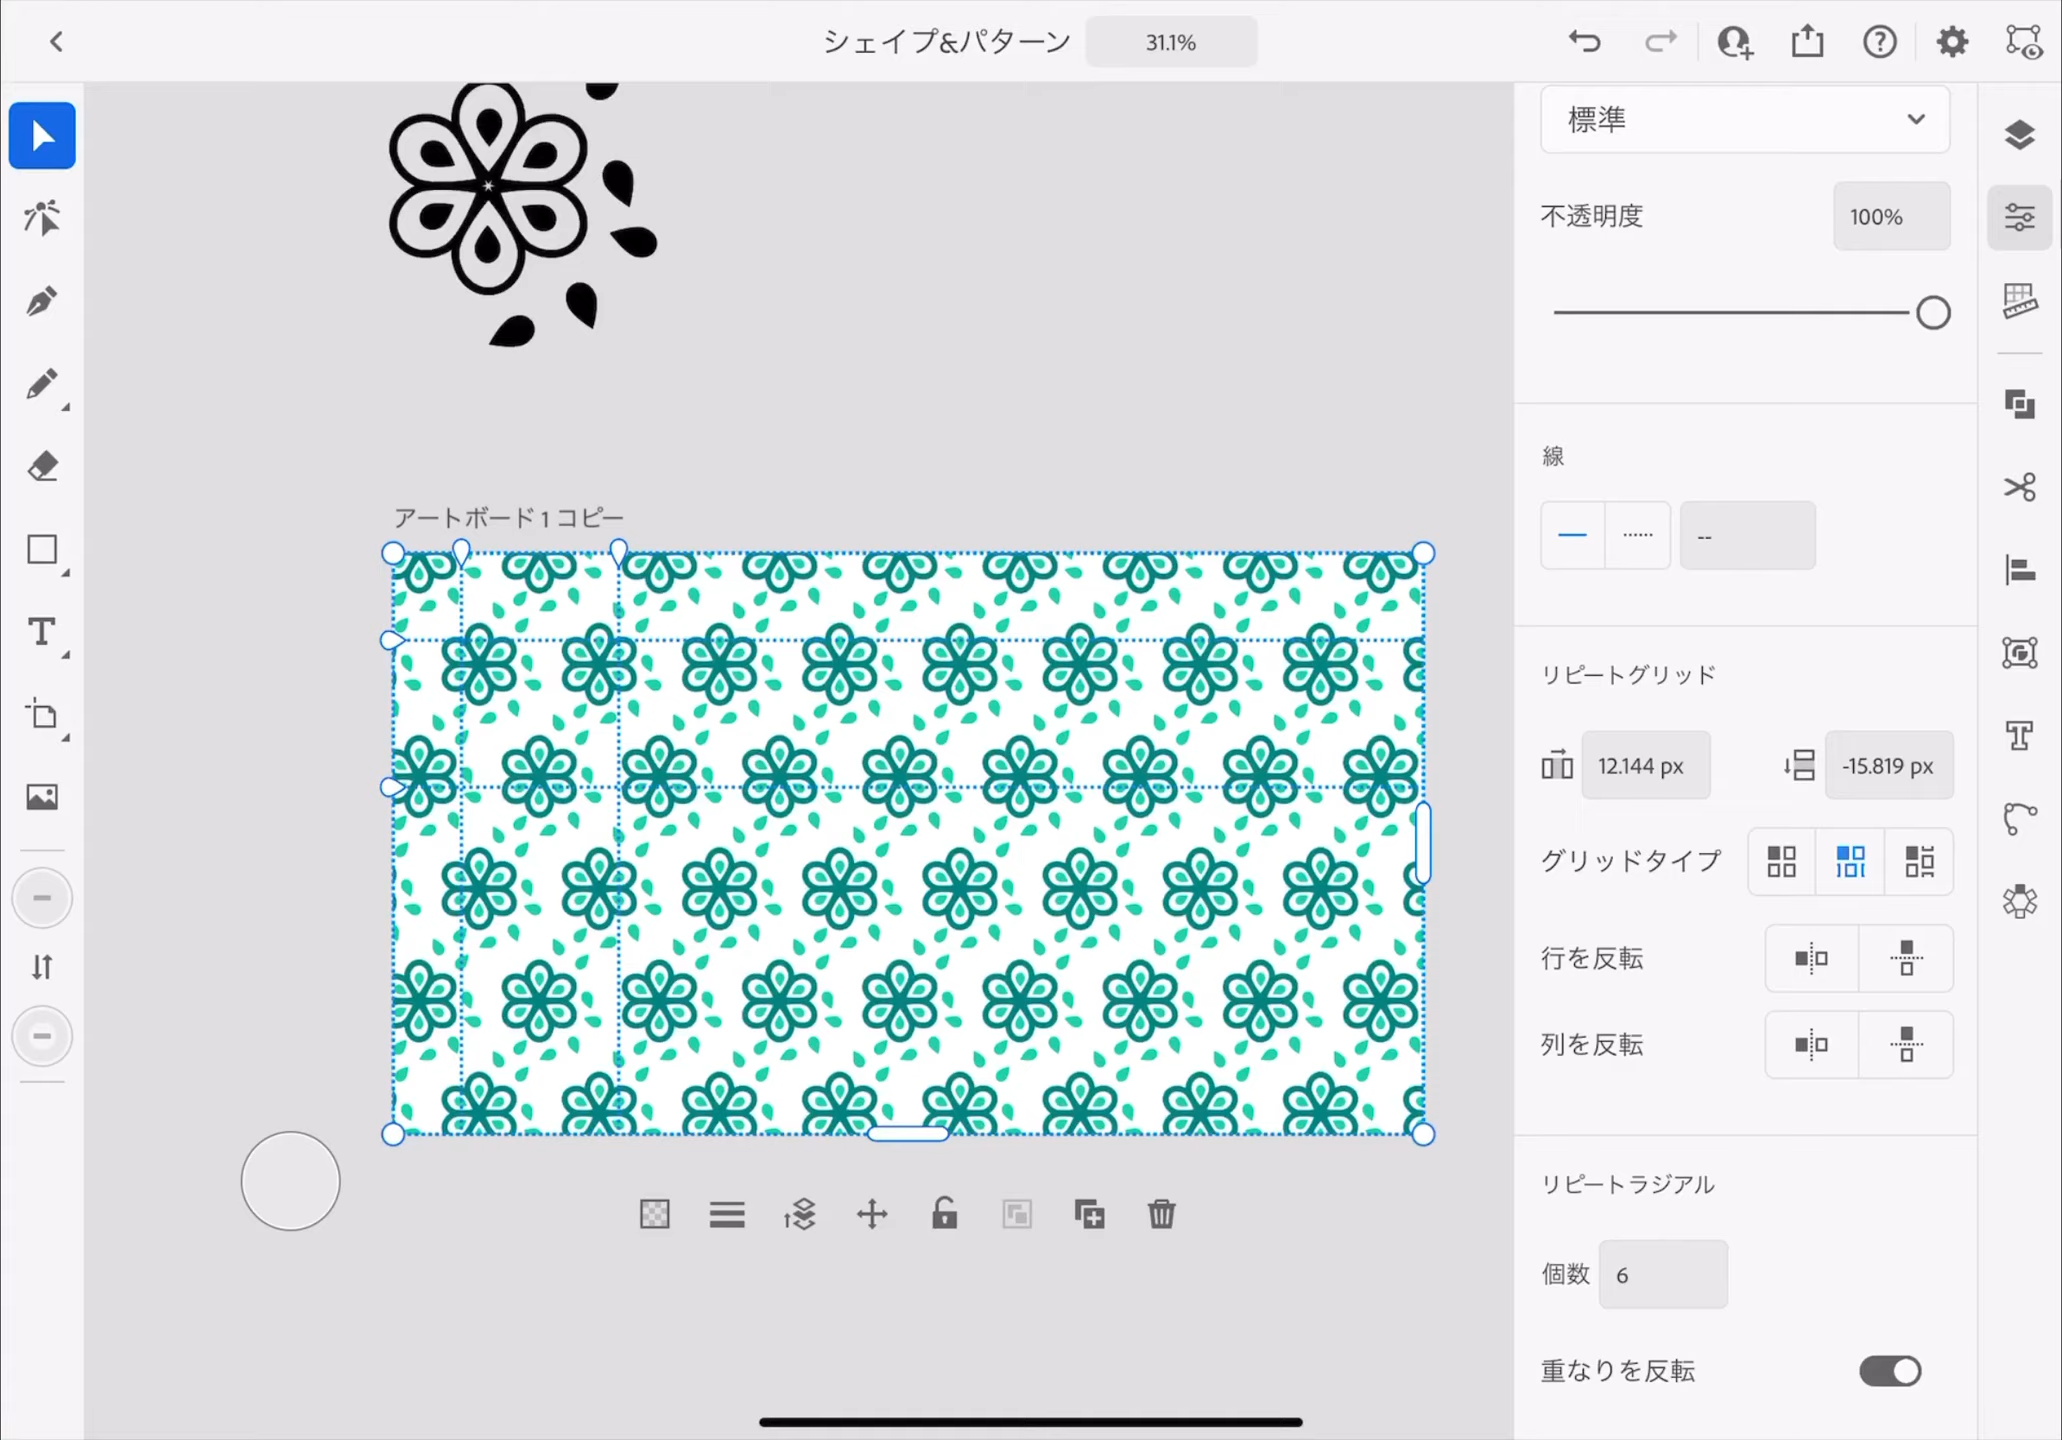 シェイプ&パターン
31.1%
標準
不透明度
100%
線
--
アートボード 1 コピー
リピートグリッド
12.144 px
-15.819 px
グリッドタイプ
行を反転
列を反転
リピートラジアル
個数
6
重なりを反転